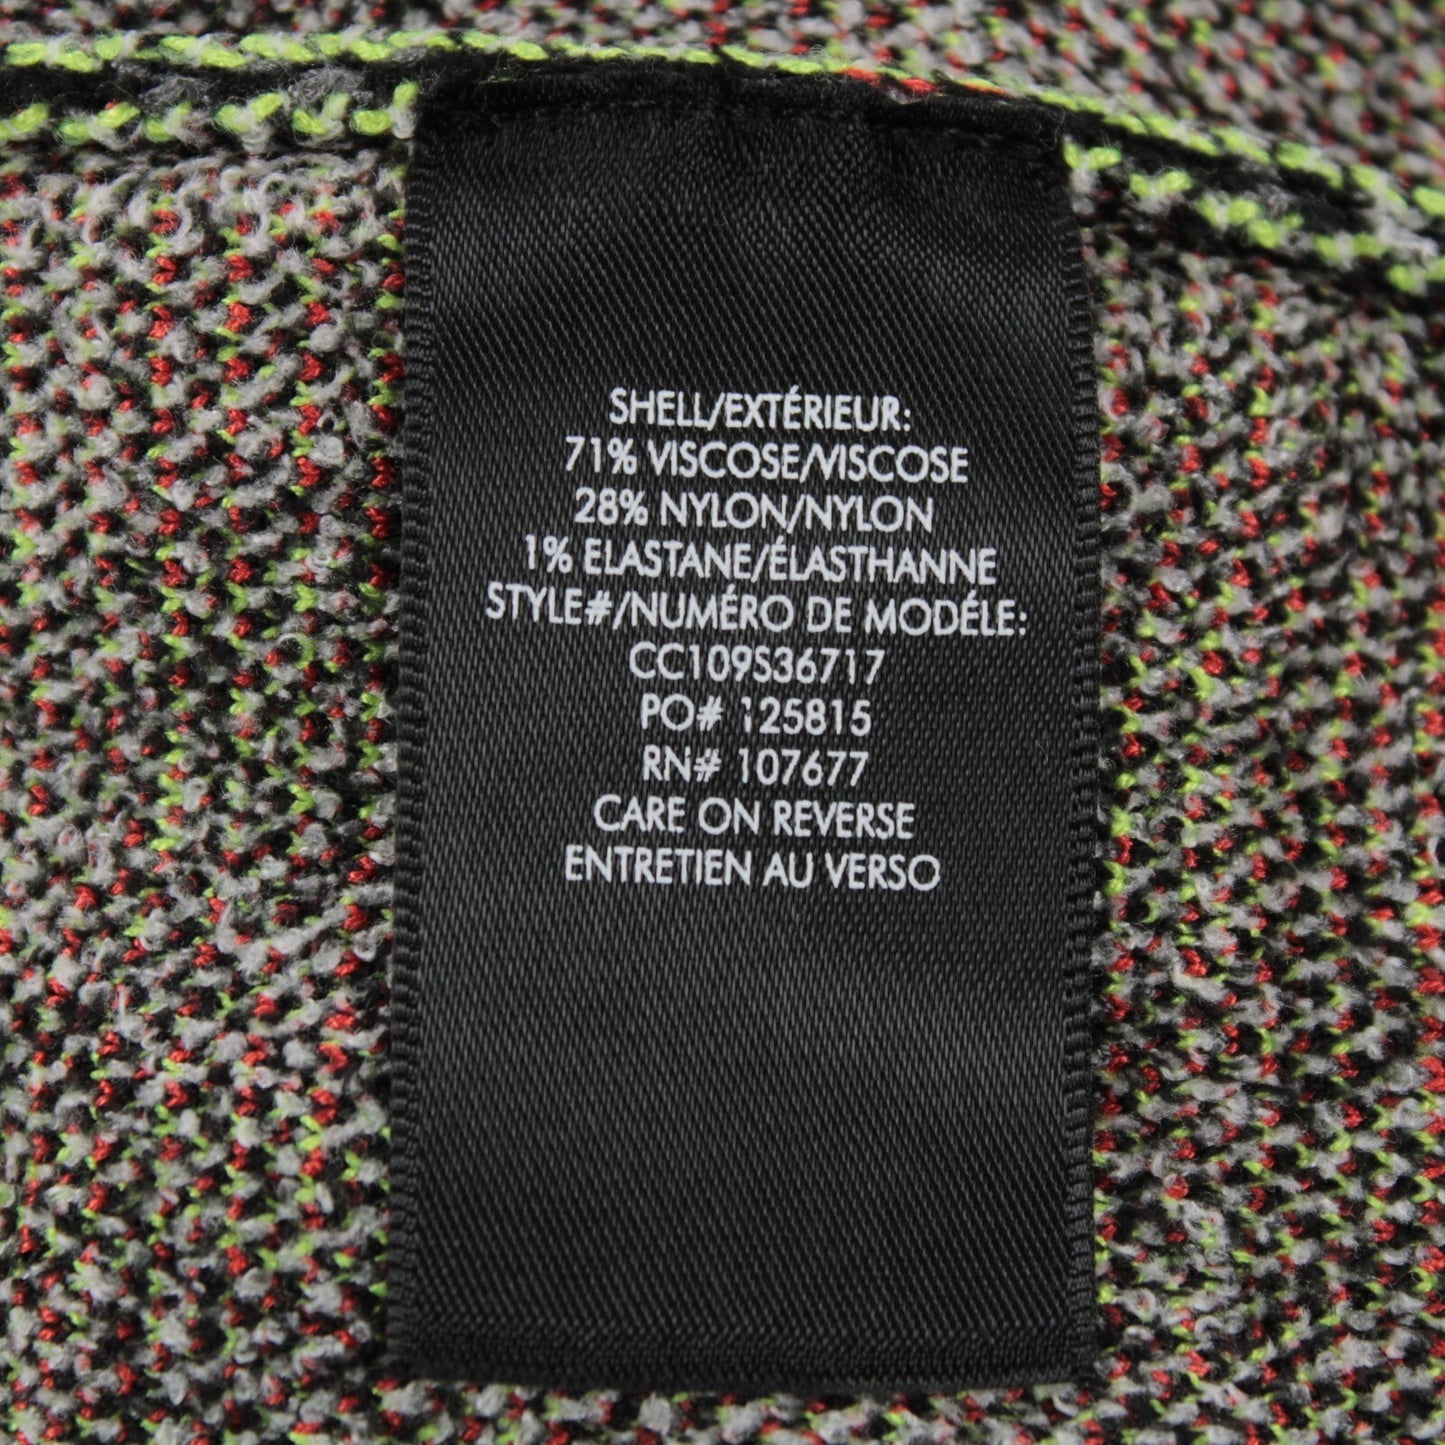 SHELL/EXTÉRIEUR:
71% VISCOSE/VISCOSE
28% NYLON/NYLON
1% ELASTANE/ÉLASTHANNE
STYLE#/NUMÉRO DE MODÉLE:
CC109S36717
PO# 125815
RN# 107677
CARE ON REVERSE
ENTRETIEN AU VERSO